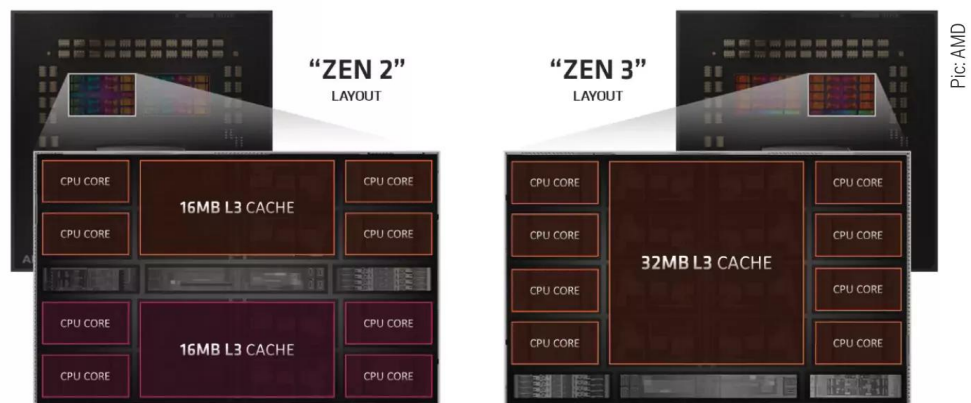 “ZEN 2”
LAYOUT
CPU CORE
CPU CORE
16MB L3 CACHE
CPU CORE
CPU CORE
CPU CORE
CPU CORE
16MB L3 CACHE
CPU CORE
CPU CORE
“ZEN 3”
LAYOUT
CPU CORE
CPU CORE
CPU CORE
CPU CORE
32MB L3 CACHE
CPU CORE
CPU CORE
CPU CORE
CPU CORE
Pic: AMD